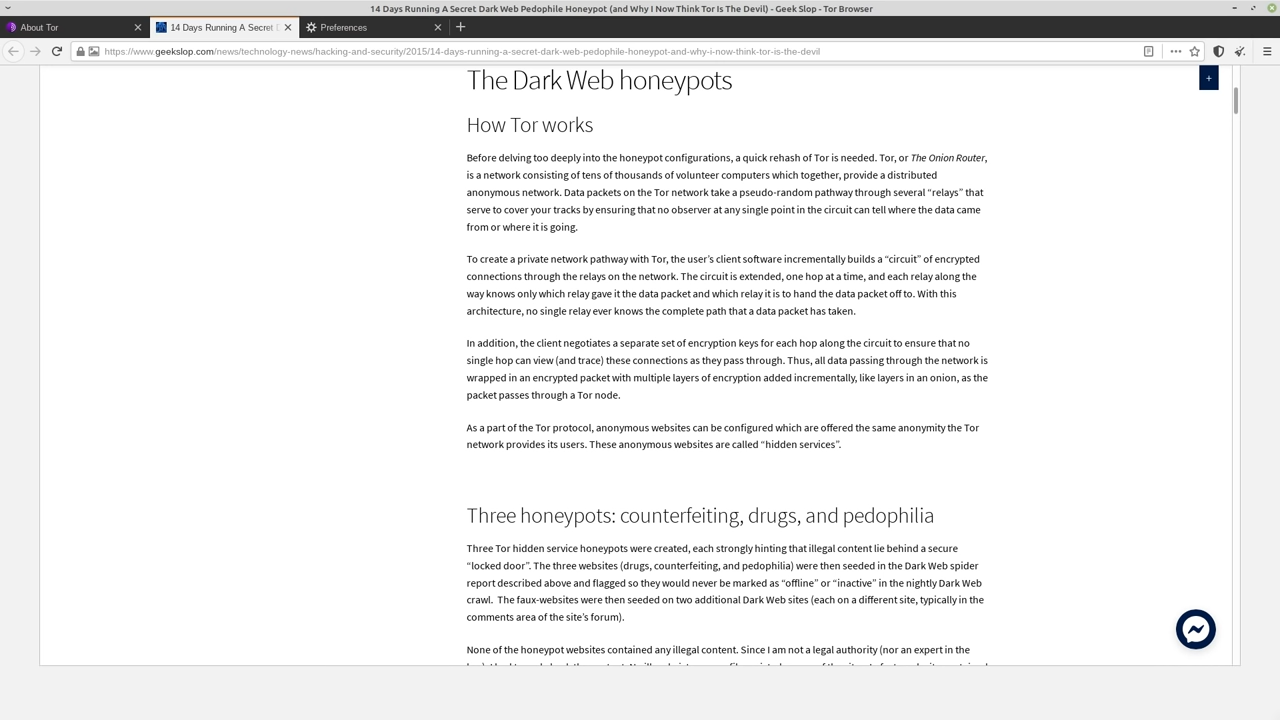 14 Days Running A Secret Dark Web Pedophile Honeypot (and Why I Now Think Tor Is The Devil) - Geek Slop - Tor Browser
About Tor
14 Days Running A Secret D
Preferences
https://www.geekslop.com/news/technology-news/hacking-and-security/2015/14-days-running-a-secret-dark-web-pedophile-honeypot-and-why-i-now-think-tor-is-the-devil
The Dark Web honeypots
+
How Tor works
Before delving too deeply into the honeypot configurations, a quick rehash of Tor is needed. Tor, or The Onion Router,
is a network consisting of tens of thousands of volunteer computers which together, provide a distributed
anonymous network. Data packets on the Tor network take a pseudo-random pathway through several “relays” that
serve to cover your tracks by ensuring that no observer at any single point in the circuit can tell where the data came
from or where it is going.
To create a private network pathway with Tor, the user’s client software incrementally builds a “circuit” of encrypted
connections through the relays on the network. The circuit is extended, one hop at a time, and each relay along the
way knows only which relay gave it the data packet and which relay it is to hand the data packet off to. With this
architecture, no single relay ever knows the complete path that a data packet has taken.
In addition, the client negotiates a separate set of encryption keys for each hop along the circuit to ensure that no
single hop can view (and trace) these connections as they pass through. Thus, all data passing through the network is
wrapped in an encrypted packet with multiple layers of encryption added incrementally, like layers in an onion, as the
packet passes through a Tor node.
As a part of the Tor protocol, anonymous websites can be configured which are offered the same anonymity the Tor
network provides its users. These anonymous websites are called “hidden services”.
Three honeypots: counterfeiting, drugs, and pedophilia
Three Tor hidden service honeypots were created, each strongly hinting that illegal content lie behind a secure
“locked door”. The three websites (drugs, counterfeiting, and pedophilia) were then seeded in the Dark Web spider
report described above and flagged so they would never be marked as “offline” or “inactive” in the nightly Dark Web
crawl.  The faux-websites were then seeded on two additional Dark Web sites (each on a different site, typically in the
comments area of the site’s forum).
None of the honeypot websites contained any illegal content. Since I am not a legal authority (nor an expert in the